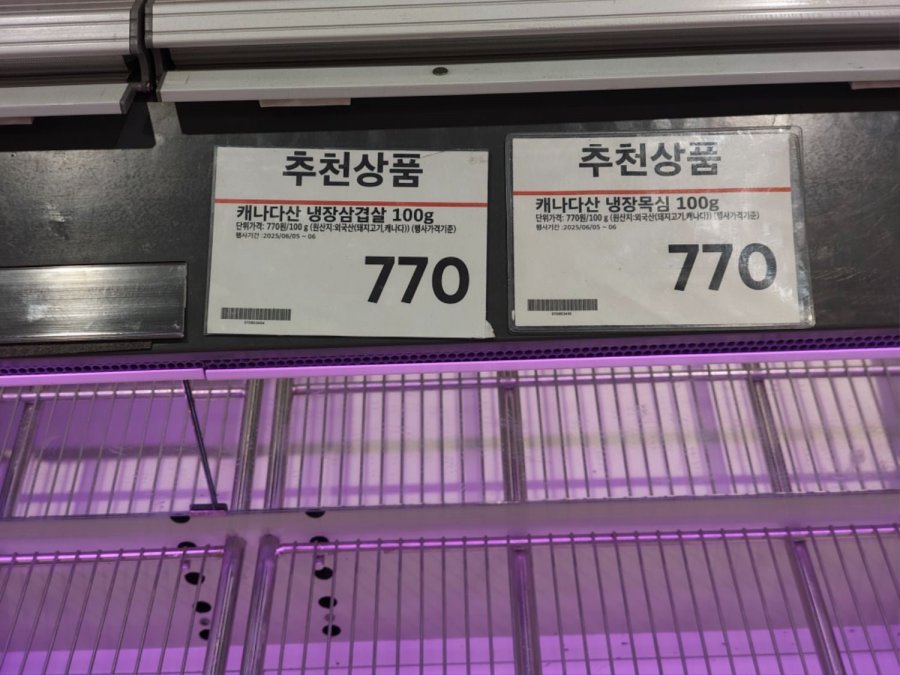 추천상품
캐나다산 냉장삼겹살 100g
단위가격: 770원/100 g (원산지:외국산(돼지고기,캐나다)) (행사가격기준)
행사기간 :2025/06/05 ~ 06
770
추천상품
캐나다산 냉장목심 100g
단위가격: 770원/100 g (원산지:외국산(돼지고기,캐나다)) (행사가격기준)
행사기간 :2025/06/05 ~ 06
770